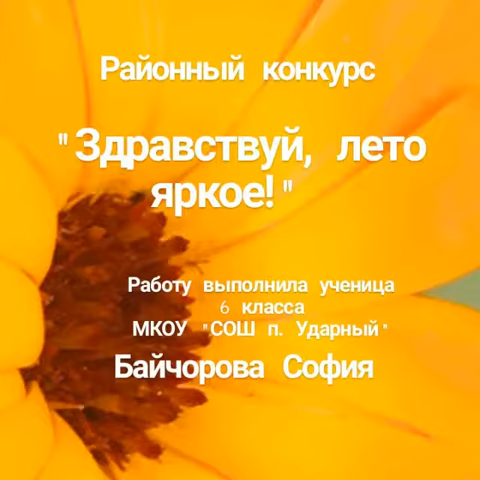 Районный конкурс
"Здравствуй, лето
яркое!"
Работу выполнила ученица
6 класса
МКОУ "СОШ п. Ударный"
Байчорова София